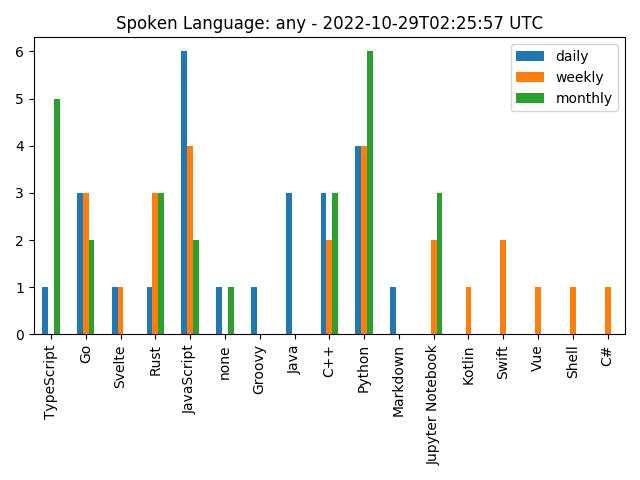 Spoken Language: any - 2022-10-29T02:25:57 UTC
daily
weekly
monthly
6
5
4
3
2
1
0
TypeScript
Go
Svelte
Rust
JavaScript
none
Groovy
Java
C++
Python
Markdown
Jupyter Notebook
Kotlin
Swift
Vue
Shell
C#